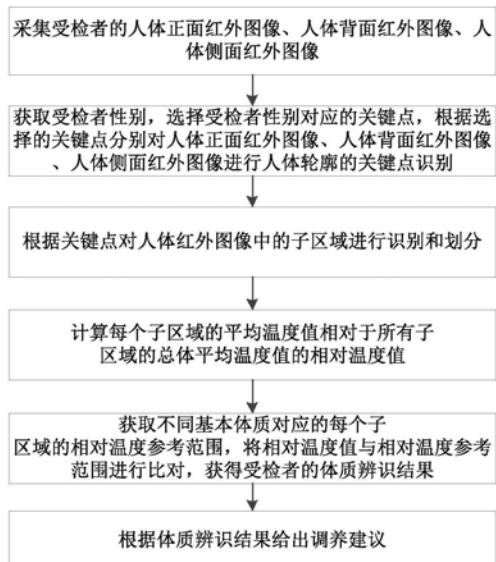 采集受检者的人体正面红外图像、人体背面红外图像、人
体侧面红外图像
获取受检者性别，选择受检者性别对应的关键点，根据选
择的关键点分别对人体正面红外图像、人体背面红外图像
、人体侧面红外图像进行人体轮廓的关键点识别
根据关键点对人体红外图像中的子区域进行识别和划分
计算每个子区域的平均温度值相对于所有子
区域的总体平均温度值的相对温度值
获取不同基本体质对应的每个子
区域的相对温度参考范围，将相对温度值与相对温度参考
范围进行比对，获得受检者的体质辨识结果
根据体质辨识结果给出调养建议